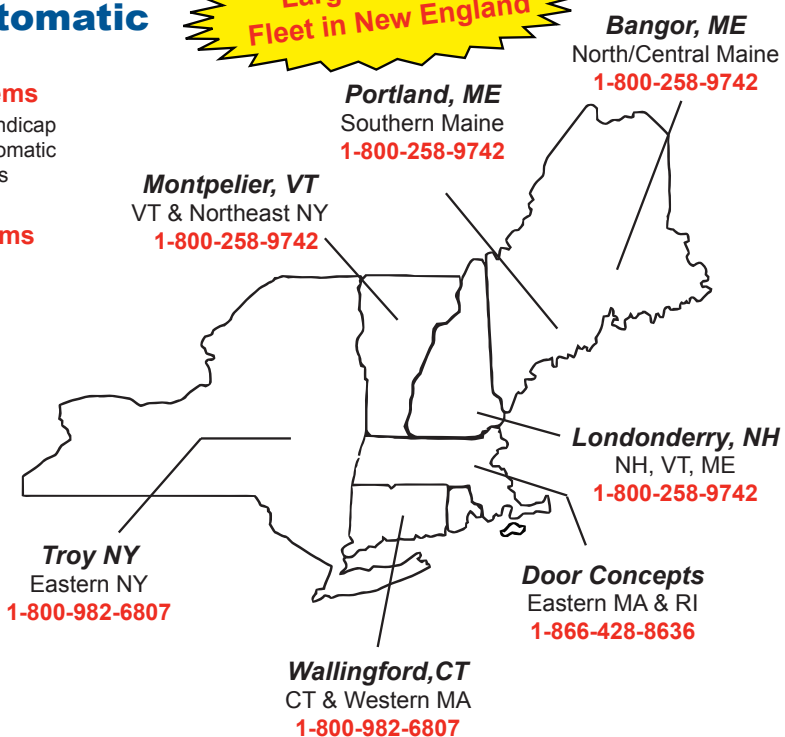 tomatic
Fleet in New England
ems
ndicap
omatic
s
ms
Bangor, ME
North/Central Maine
1-800-258-9742
Portland, ME
Southern Maine
1-800-258-9742
Montpelier, VT
VT & Northeast NY
1-800-258-9742
Londonderry, NH
NH, VT, ME
1-800-258-9742
Troy NY
Eastern NY
1-800-982-6807
Door Concepts
Eastern MA & RI
1-866-428-8636
Wallingford,CT
CT & Western MA
1-800-982-6807